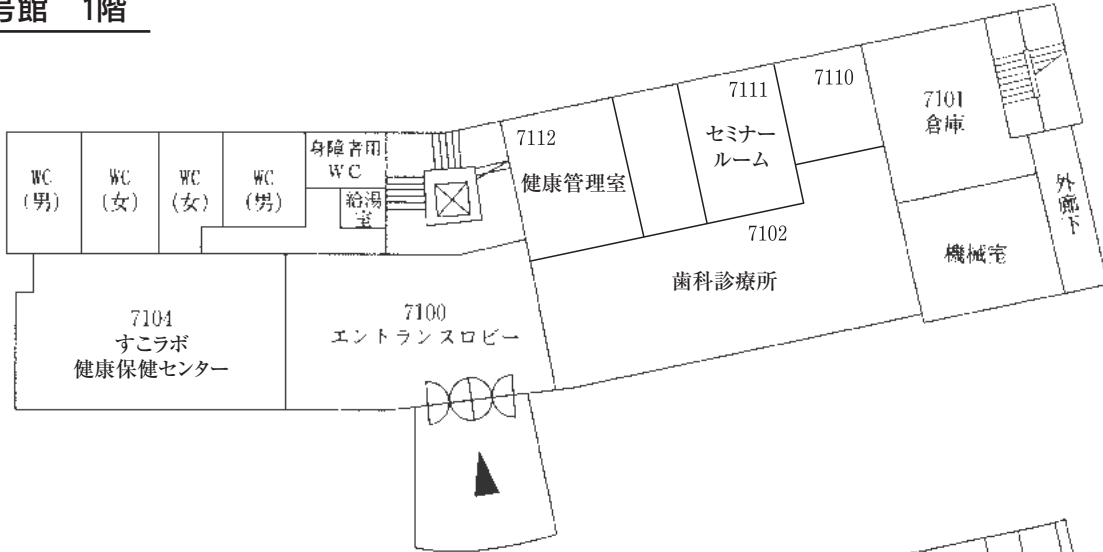 号館 1階
WC
(男)
WC
(女)
WC
(女)
WC
(男)
身障者用
WC
給湯
室
7112
健康管理室
7111
セミナー
ルーム
7110
7101
倉庫
外廊下
機械室
7102
歯科診療所
7104
すこラボ
健康保健センター
7100
エントランスロビー